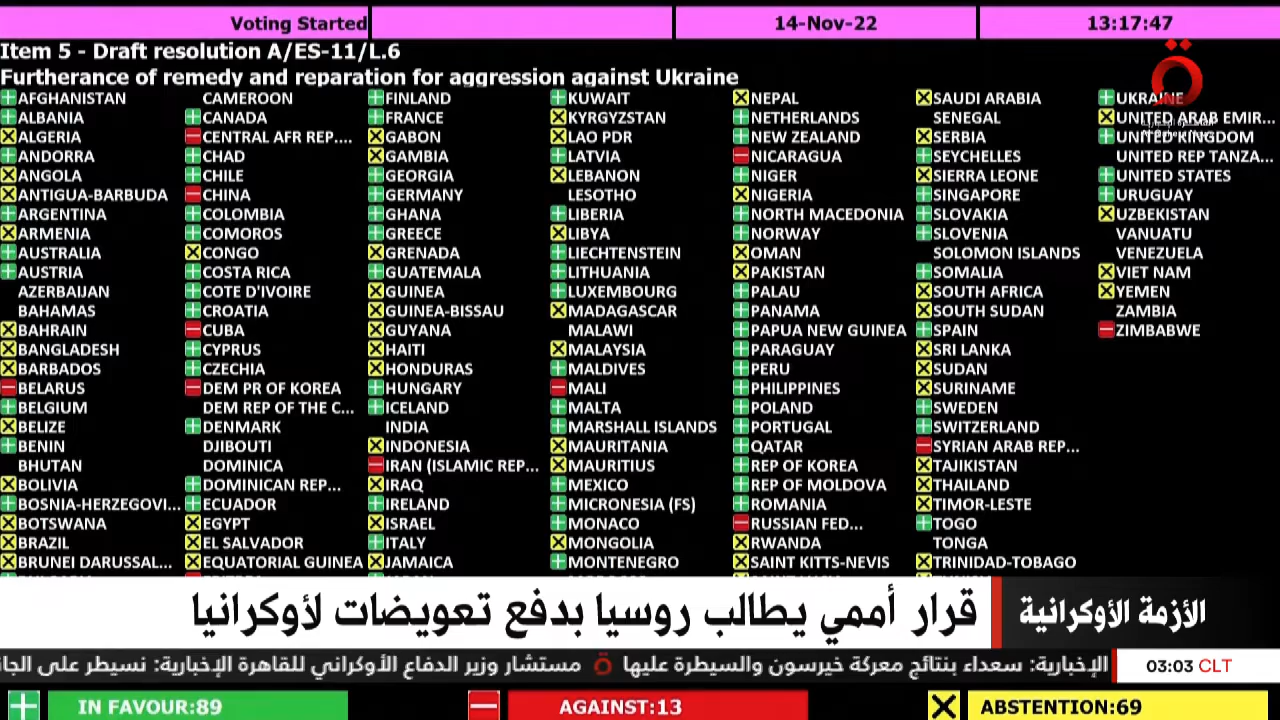 Voting Started 14-Nov-22 13:17:47
Item 5 - Draft resolution A/ES-11/L.6
Furtherance of remedy and reparation for aggression against Ukraine
AFGHANISTAN
ALBANIA
ALGERIA
ANDORRA
ANGOLA
ANTIGUA-BARBUDA
ARGENTINA
ARMENIA
AUSTRALIA
AUSTRIA
AZERBAIJAN
BAHAMAS
BAHRAIN
BANGLADESH
BARBADOS
BELARUS
BELGIUM
BELIZE
BENIN
BHUTAN
BOLIVIA
BOSNIA-HERZEGOVI...
BOTSWANA
BRAZIL
BRUNEI DARUSSAL...
CAMEROON
CANADA
CENTRAL AFR REP....
CHAD
CHILE
CHINA
COLOMBIA
COMOROS
CONGO
COSTA RICA
COTE D'IVOIRE
CROATIA
CUBA
CYPRUS
CZECHIA
DEM PR OF KOREA
DEM REP OF THE C...
DENMARK
DJIBOUTI
DOMINICA
DOMINICAN REP...
ECUADOR
EGYPT
EL SALVADOR
EQUATORIAL GUINEA
FINLAND
FRANCE
GABON
GAMBIA
GEORGIA
GERMANY
GHANA
GREECE
GRENADA
GUATEMALA
GUINEA
GUINEA-BISSAU
GUYANA
HAITI
HONDURAS
HUNGARY
ICELAND
INDIA
INDONESIA
IRAN (ISLAMIC REP...
IRAQ
IRELAND
ISRAEL
ITALY
JAMAICA
KUWAIT
KYRGYZSTAN
LAO PDR
LATVIA
LEBANON
LESOTHO
LIBERIA
LIBYA
LIECHTENSTEIN
LITHUANIA
LUXEMBOURG
MADAGASCAR
MALAWI
MALAYSIA
MALDIVES
MALI
MALTA
MARSHALL ISLANDS
MAURITANIA
MAURITIUS
MEXICO
MICRONESIA (FS)
MONACO
MONGOLIA
MONTENEGRO
NEPAL
NETHERLANDS
NEW ZEALAND
NICARAGUA
NIGER
NIGERIA
NORTH MACEDONIA
NORWAY
OMAN
PAKISTAN
PALAU
PANAMA
PAPUA NEW GUINEA
PARAGUAY
PERU
PHILIPPINES
POLAND
PORTUGAL
QATAR
REP OF KOREA
REP OF MOLDOVA
ROMANIA
RUSSIAN FED...
RWANDA
SAINT KITTS-NEVIS
SAUDI ARABIA
SENEGAL
SERBIA
SEYCHELLES
SIERRA LEONE
SINGAPORE
SLOVAKIA
SLOVENIA
SOLOMON ISLANDS
SOMALIA
SOUTH AFRICA
SOUTH SUDAN
SPAIN
SRI LANKA
SUDAN
SURINAME
SWEDEN
SWITZERLAND
SYRIAN ARAB REP...
TAJIKISTAN
THAILAND
TIMOR-LESTE
TOGO
TONGA
TRINIDAD-TOBAGO
UKRAINE
UNITED ARAB EMIR...
UNITED KINGDOM
UNITED REP TANZA...
UNITED STATES
URUGUAY
UZBEKISTAN
VANUATU
VENEZUELA
VIET NAM
YEMEN
ZAMBIA
ZIMBABWE
الأزمة الأوكرانية
قرار أممي يطالب روسيا بدفع تعويضات لأوكرانيا
الإخبارية: سعداء بنتائج معركة خيرسون والسيطرة عليها مستشار وزير الدفاع الأوكراني للقاهرة الإخبارية: نسيطر على
03:03 CLT
IN FAVOUR:89 AGAINST:13 ABSTENTION:69